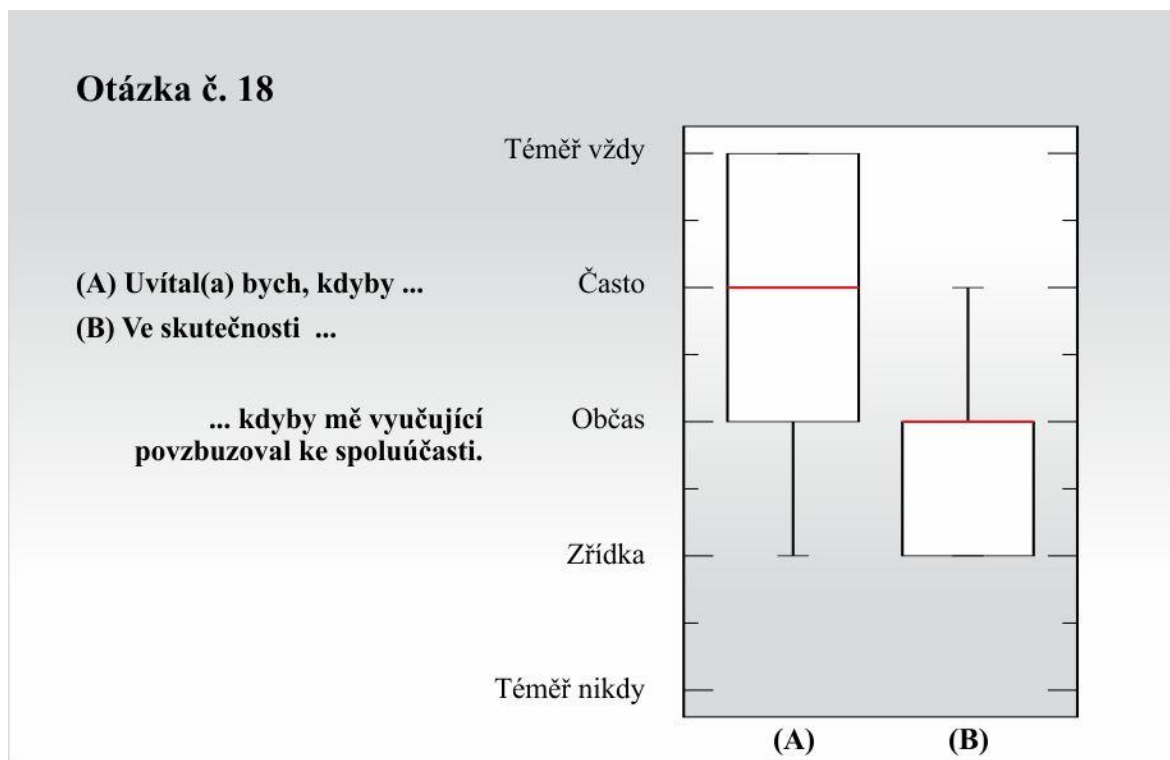 Otázka č. 18
(A) Uvítal(a) bych, kdyby ...
(B) Ve skutečnosti ...
... kdyby mě vyučující
povzbuzoval ke spoluúčasti.
Téměř vždy
Často
Občas
Zřídka
Téměř nikdy
(A) (B)